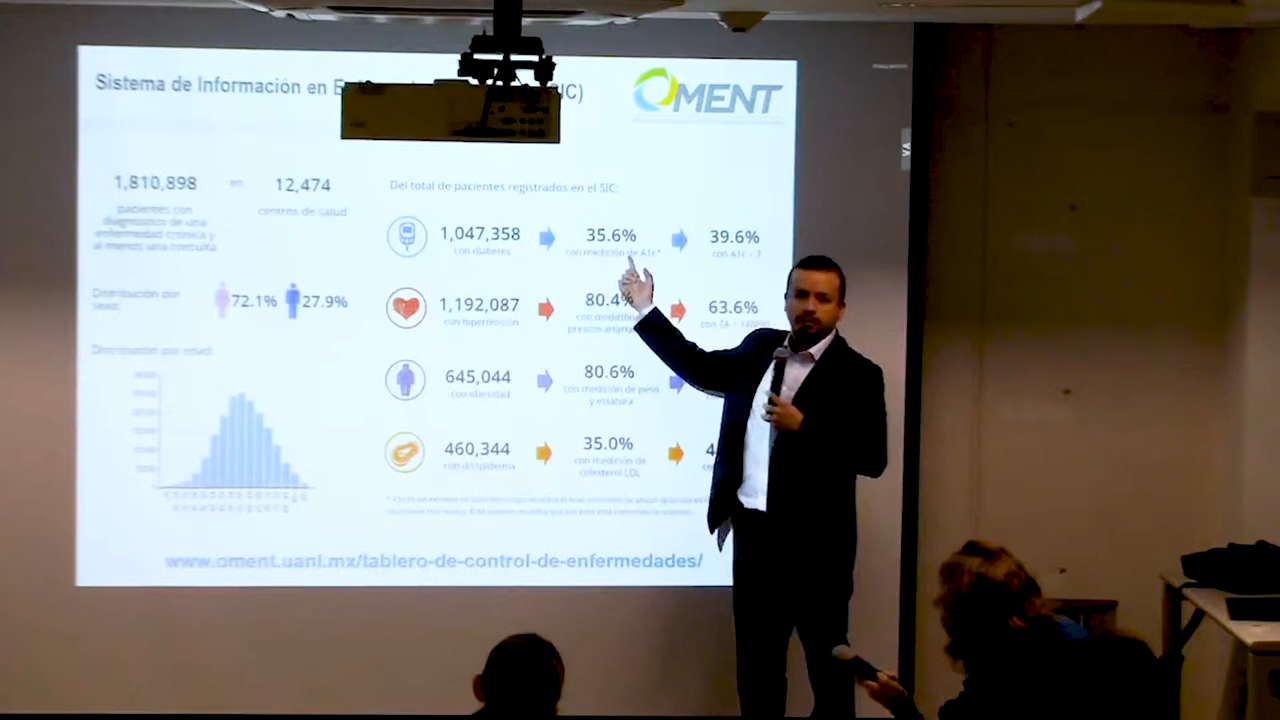 Sistema de Información en
IC)
OMENT
1,810,898 en 12,474
pacientes con
diagnóstico de una
enfermedad crónica y
al menos una consulta
centros de salud
Distribución por
sexo:
72.1% 27.9%
Distribución por edad
Del total de pacientes registrados en el SIC:
1,047,358
con diabetes
35.6%
con medición de A1c*
39.6%
con A1c < 7
1,192,087
con hipertensión
80.4%
con medición
presión
63.6%
645,044
con obesidad
80.6%
con medición de peso
y estatura
460,344
con dislipidemia
35.0%
con medición de
colesterol LDL
4
www.oment.uanl.mx/tablero-de-control-de-enfermedades/